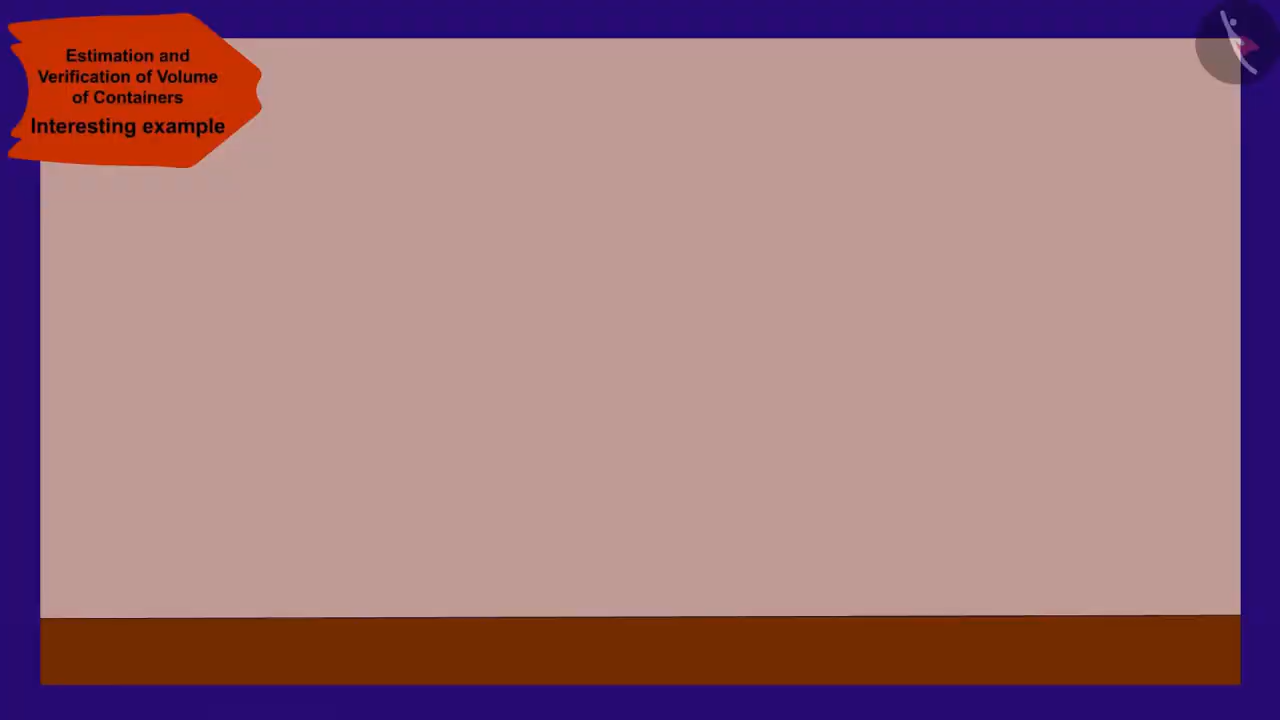 Estimation and
Verification of Volume
of Containers
Interesting example